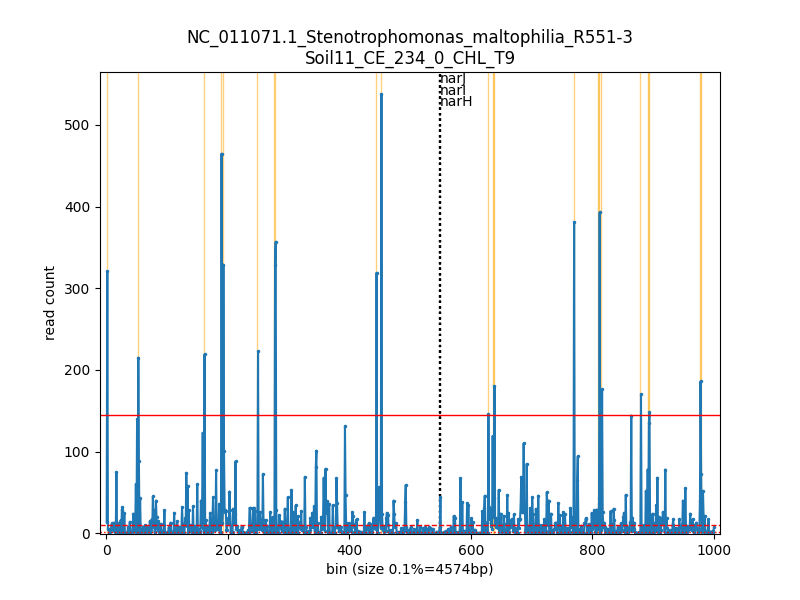 NC_011071.1_Stenotrophomonas_maltophilia_R551-3
Soil11_CE_234_0_CHL_T9
narJ
narI
narH
500
400
300
200
100
0
read count
0
200
400
600
800
1000
bin (size 0.1%=4574bp)